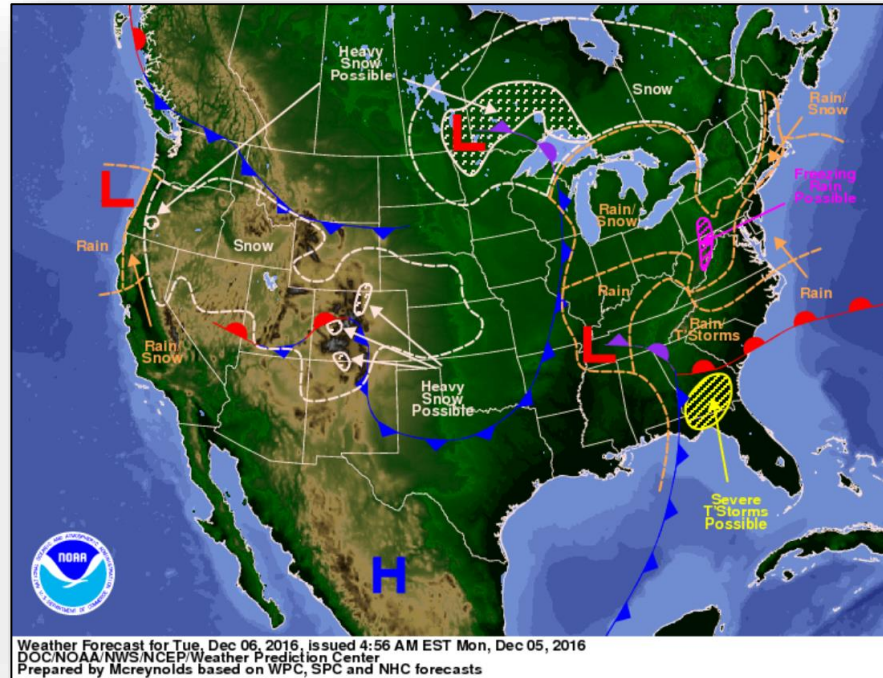 Heavy
Snow
Possible
Snow
Rain/
Snow
Freezing
Rain
Possible
L
L
Rain/
Snow
Snow
Rain
Rain
Rain
Rain/
T'Storms
L
Rain/
Snow
Heavy
Snow
Possible
Severe
T'Storms
Possible
H
NOAA
Weather Forecast for Tue, Dec 06, 2016, issued 4:56 AM EST Mon, Dec 05, 2016
DOC/NOAA/NWS/NCEP/Weather Prediction Center
Prepared by Mcreynolds based on WPC, SPC and NHC forecasts